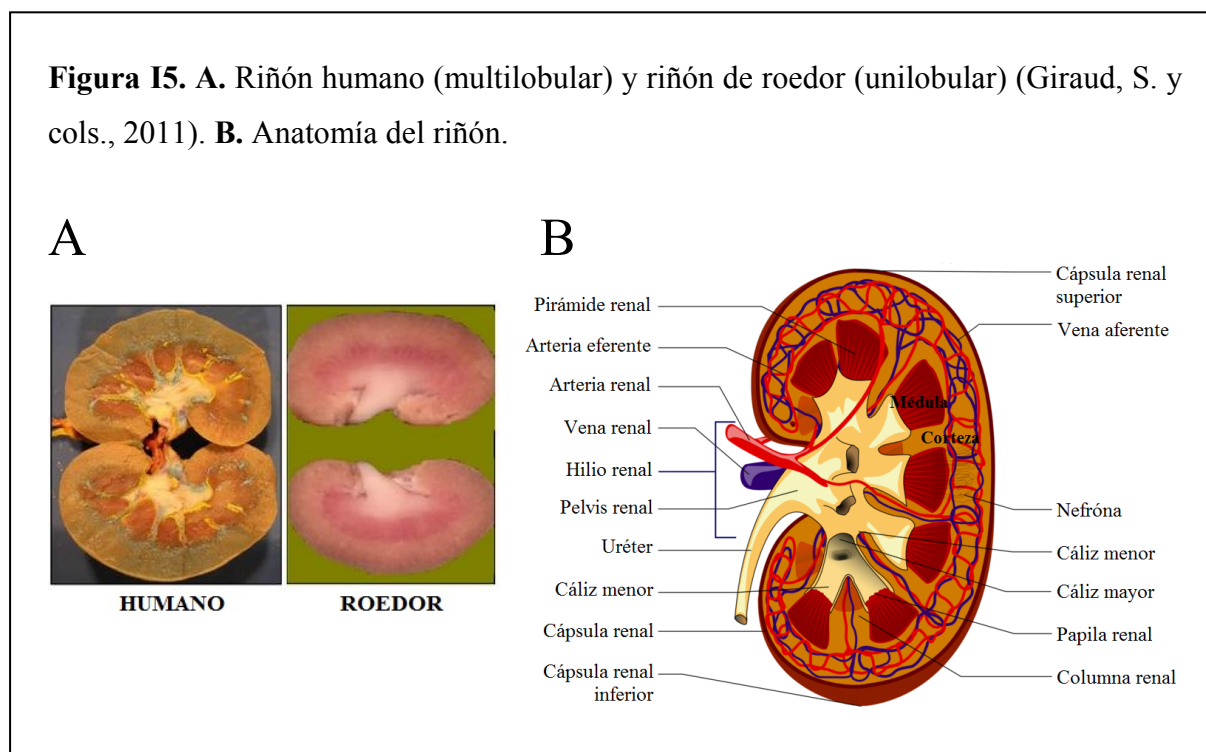 Figura I5. A. Riñón humano (multilobular) y riñón de roedor (unilobular) (Giraud, S. y
cols., 2011). B. Anatomía del riñón.
A
HUMANO
ROEDOR
B
Pirámide renal
Arteria eferente
Arteria renal
Vena renal
Hilio renal
Pelvis renal
Uréter
Cáliz menor
Cápsula renal
Cápsula renal
inferior
Médula
Corteza
Cápsula renal
superior
Vena aferente
Nefróna
Cáliz menor
Cáliz mayor
Papila renal
Columna renal